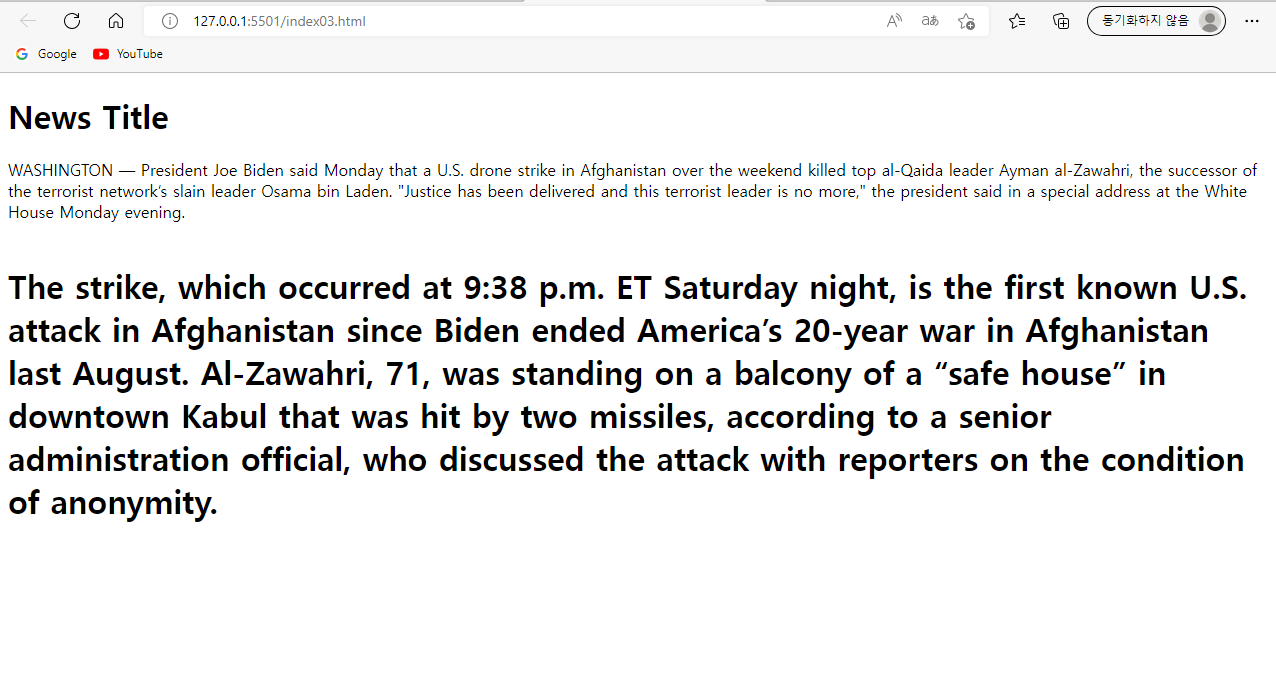 127.0.0.1:5501/index03.html
aあ
동기화하지 않음
Google
YouTube
News Title
WASHINGTON — President Joe Biden said Monday that a U.S. drone strike in Afghanistan over the weekend killed top al-Qaida leader Ayman al-Zawahri, the successor of
the terrorist network’s slain leader Osama bin Laden. "Justice has been delivered and this terrorist leader is no more," the president said in a special address at the White
House Monday evening.
The strike, which occurred at 9:38 p.m. ET Saturday night, is the first known U.S.
attack in Afghanistan since Biden ended America’s 20-year war in Afghanistan
last August. Al-Zawahri, 71, was standing on a balcony of a “safe house” in
downtown Kabul that was hit by two missiles, according to a senior
administration official, who discussed the attack with reporters on the condition
of anonymity.